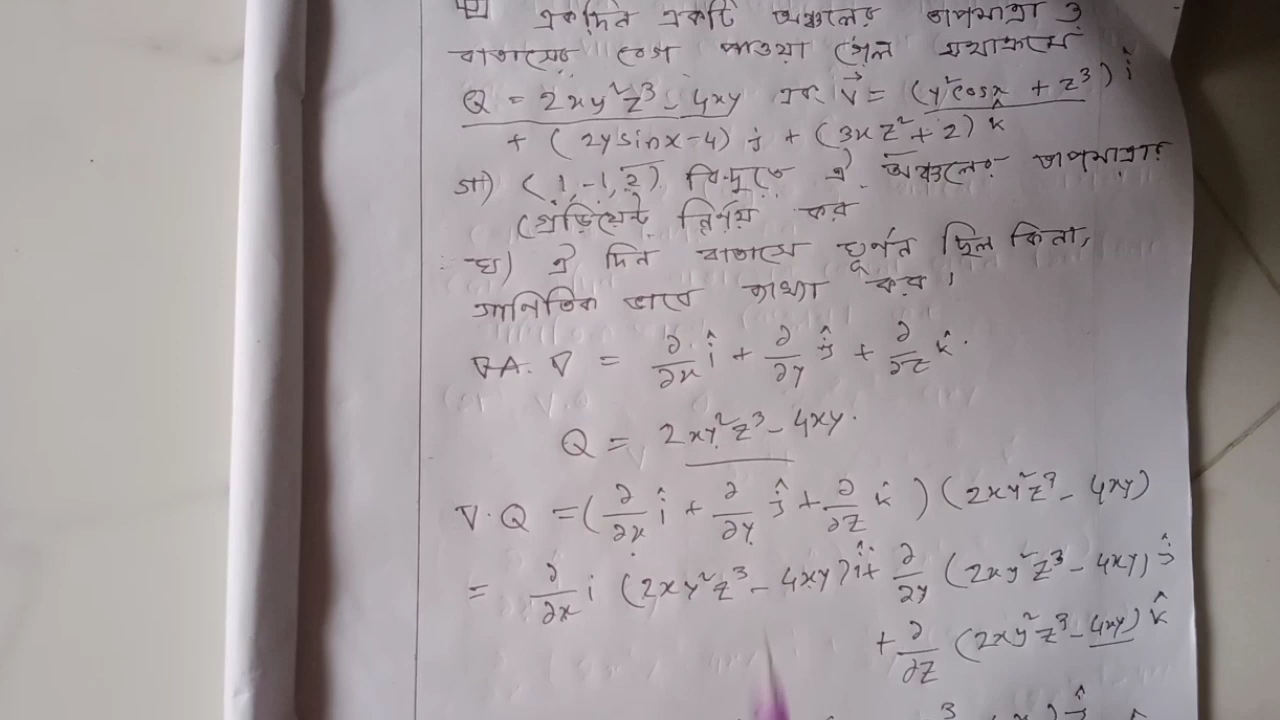 একদিন একটি অঞ্চলের তাপমাত্রা ও
বাতাসের বেগ পাওয়া গেল যথাক্রমে
Q = 2xy²z³ - 4xy এবং V⃗ = (y²cosx + z³) î
+ (2ysinx - 4) ĵ + (3xz² + 2) k̂
গ) (1, -1, 2) বিন্দুতে ঐ অঞ্চলের তাপমাত্রার
গ্রেডিয়েন্ট নির্ণয় কর
ঘ) ঐ দিন বাতাসে ঘূর্ণন ছিল কিনা,
গানিতিক ভাবে ব্যাখ্যা কর।
∇ = ∂/∂x î + ∂/∂y ĵ + ∂/∂z k̂.
Q = 2xy²z³ - 4xy.
∇·Q = (∂/∂x î + ∂/∂y ĵ + ∂/∂z k̂) (2xy²z³ - 4xy)
= ∂/∂x i (2xy²z³ - 4xy) î + ∂/∂y (2xy²z³ - 4xy) ĵ
+ ∂/∂z (2xy²z³ - 4xy) k̂